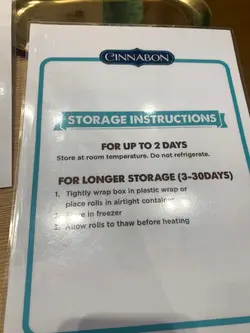 CINNABON
STORAGE INSTRUCTIONS
FOR UP TO 2 DAYS
Store at room temperature. Do not refrigerate.
FOR LONGER STORAGE (3-30DAYS)
1. Tightly wrap box in plastic wrap or
place rolls in airtight container
2. in freezer
3. Allow rolls to thaw before heating